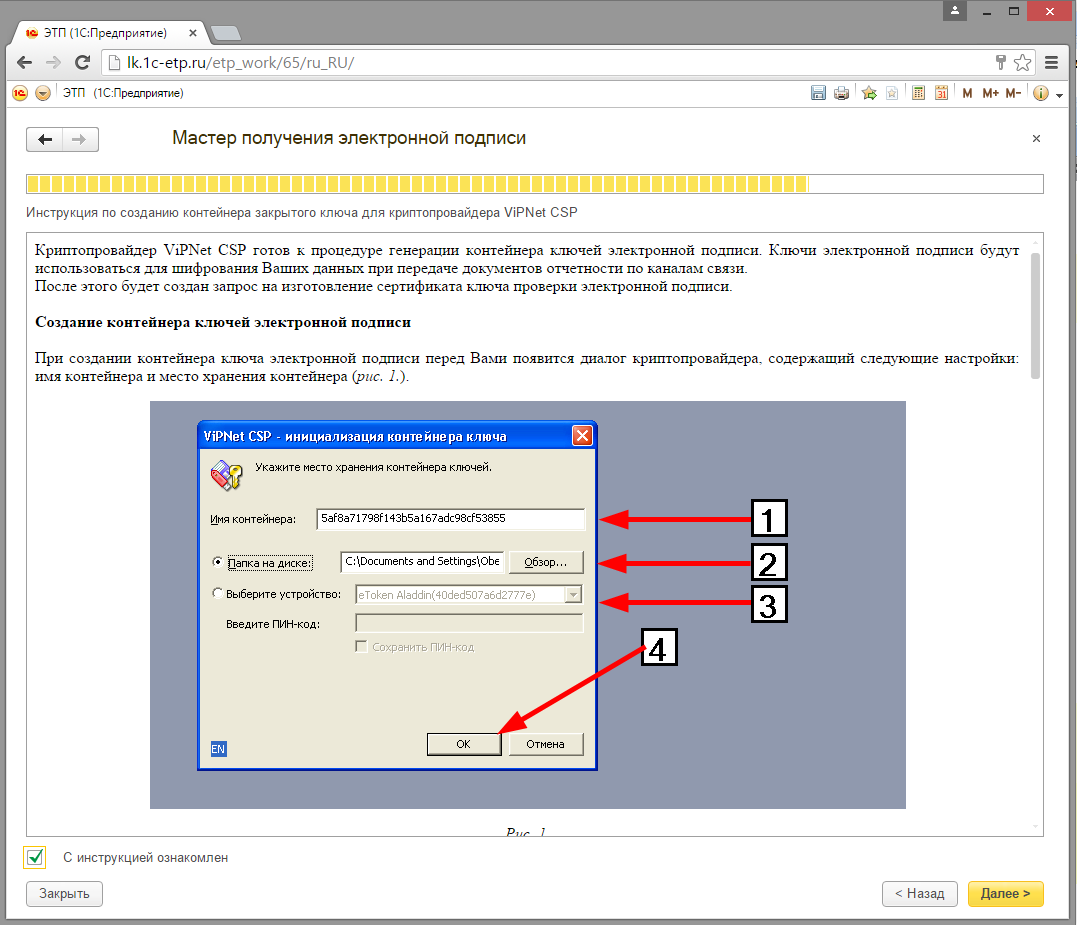 ЭТП (1С:Предприятие)
lk.1c-etp.ru/etp_work/65/ru_RU/
ЭТП (1С:Предприятие)
31
M M+ M-
Мастер получения электронной подписи
Инструкция по созданию контейнера закрытого ключа для криптопровайдера ViPNet CSP
Криптопровайдер ViPNet CSP готов к процедуре генерации контейнера ключей электронной подписи. Ключи электронной подписи будут
использоваться для шифрования Ваших данных при передаче документов отчетности по каналам связи.
После этого будет создан запрос на изготовление сертификата ключа проверки электронной подписи.
Создание контейнера ключей электронной подписи
При создании контейнера ключа электронной подписи перед Вами появится диалог криптопровайдера, содержащий следующие настройки:
имя контейнера и место хранения контейнера (рис. 1.).
ViPNet CSP - инициализация контейнера ключа
Укажите место хранения контейнера ключей.
Имя контейнера: 5af8a71798f143b5a167adc98cf53855
1
Папка на диске: C:\Documents and Settings\Obe Обзор...
2
Выберите устройство: eToken Aladdin(40ded507a6d2777e)
3
Введите ПИН-код:
Сохранить ПИН-код
4
EN
OK Отмена
Рис. 1
С инструкцией ознакомлен
Закрыть
< Назад Далее >